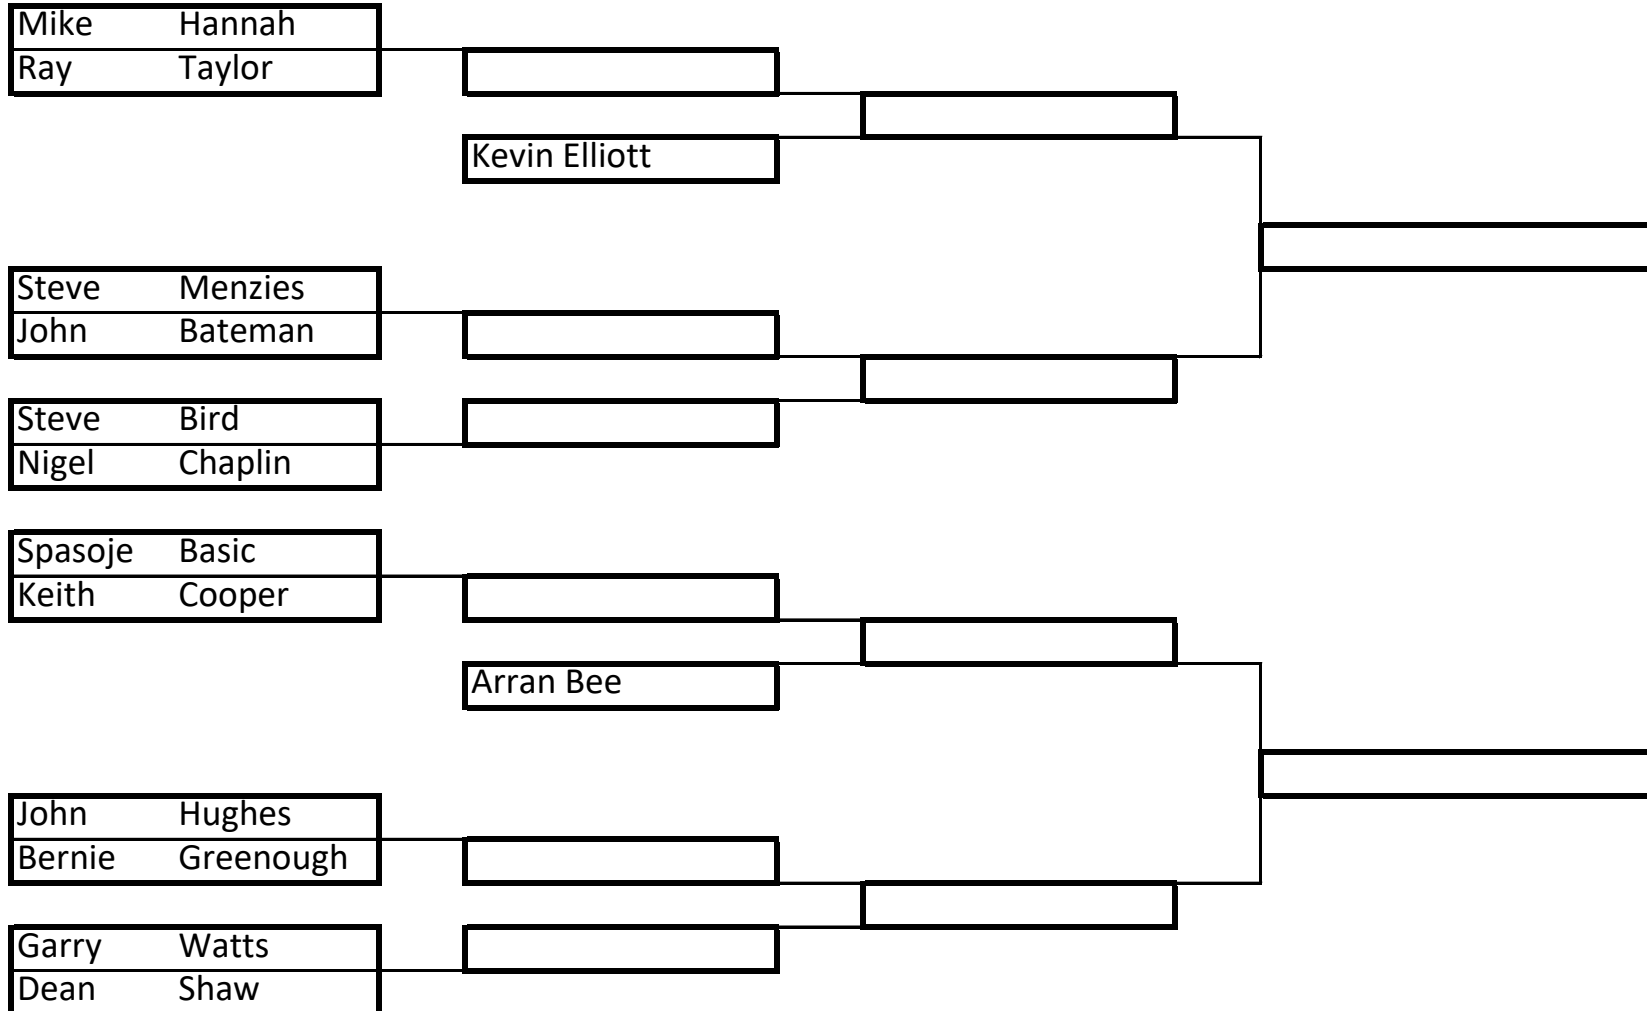 Mike Hannah
Ray Taylor
Kevin Elliott
Steve Menzies
John Bateman
Steve Bird
Nigel Chaplin
Spasoje Basic
Keith Cooper
Arran Bee
John Hughes
Bernie Greenough
Garry Watts
Dean Shaw